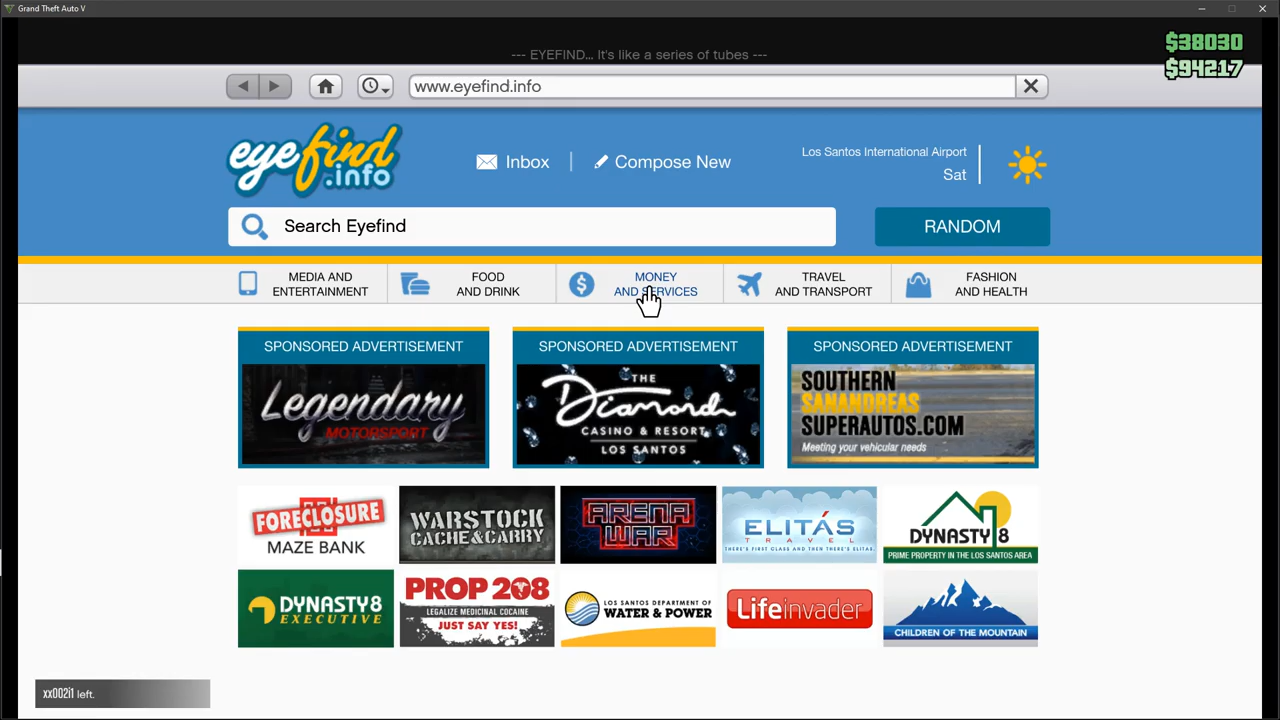 Grand Theft Auto V
--- EYEFIND... It's like a series of tubes ---
$38030
$94217
www.eyefind.info
eyefind
.info
Inbox
Compose New
Los Santos International Airport
Sat
Search Eyefind
RANDOM
MEDIA AND
ENTERTAINMENT
FOOD
AND DRINK
MONEY
AND SERVICES
TRAVEL
AND TRANSPORT
FASHION
AND HEALTH
SPONSORED ADVERTISEMENT
Legendary
MOTORSPORT
SPONSORED ADVERTISEMENT
THE
Diamond
CASINO & RESORT
LOS SANTOS
SPONSORED ADVERTISEMENT
SOUTHERN
SANANDREAS
SUPERAUTOS.COM
Meeting your vehicular needs
FORECLOSURE
MAZE BANK
WARSTOCK
CACHE&CARRY
ARENA
WAR
ELITÁS
TRAVEL
THERE'S FIRST CLASS AND THEN THERE'S ELITAS.
DYNASTY 8
PRIME PROPERTY IN THE LOS SANTOS AREA
DYNASTY 8
EXECUTIVE
PROP 208
LEGALIZE MEDICINAL COCAINE
JUST SAY YES!
LOS SANTOS DEPARTMENT OF
WATER & POWER
Lifeinvader
CHILDREN OF THE MOUNTAIN
xx002i1 left.